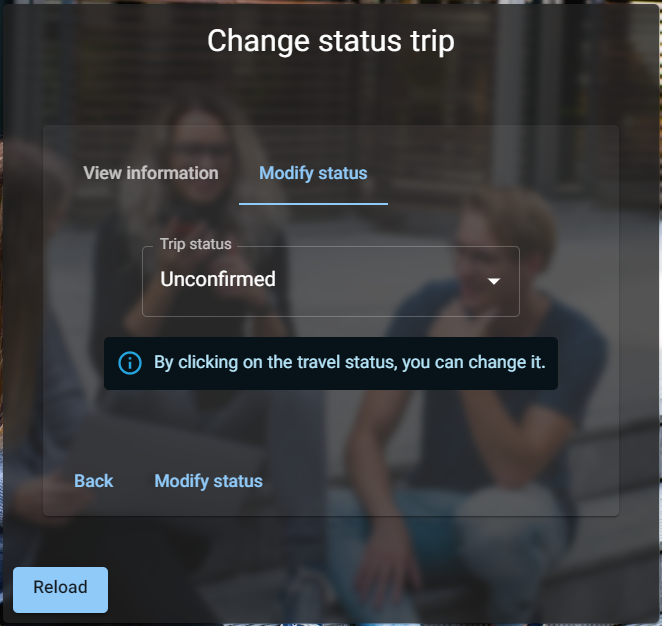 Change status trip
View information
Modify status
Trip status
Unconfirmed
By clicking on the travel status, you can change it.
Back
Modify status
Reload